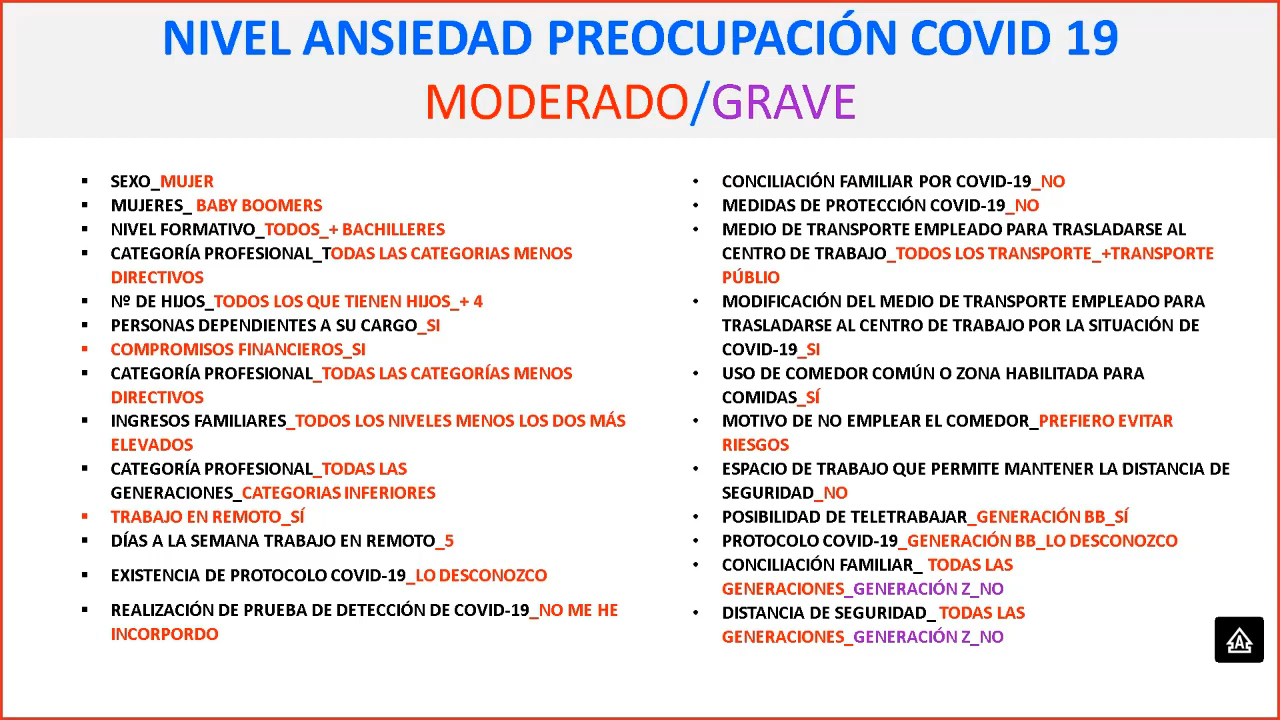 NIVEL ANSIEDAD PREOCUPACIÓN COVID 19
MODERADO/GRAVE
▪ SEXO_MUJER
▪ MUJERES_ BABY BOOMERS
▪ NIVEL FORMATIVO_TODOS_+ BACHILLERES
▪ CATEGORÍA PROFESIONAL_TODAS LAS CATEGORIAS MENOS
DIRECTIVOS
▪ Nº DE HIJOS_TODOS LOS QUE TIENEN HIJOS_+ 4
▪ PERSONAS DEPENDIENTES A SU CARGO_SI
▪ COMPROMISOS FINANCIEROS_SI
▪ CATEGORÍA PROFESIONAL_TODAS LAS CATEGORÍAS MENOS
DIRECTIVOS
▪ INGRESOS FAMILIARES_TODOS LOS NIVELES MENOS LOS DOS MÁS
ELEVADOS
▪ CATEGORÍA PROFESIONAL_TODAS LAS
GENERACIONES_CATEGORIAS INFERIORES
▪ TRABAJO EN REMOTO_SÍ
▪ DÍAS A LA SEMANA TRABAJO EN REMOTO_5
▪ EXISTENCIA DE PROTOCOLO COVID-19_LO DESCONOZCO
▪ REALIZACIÓN DE PRUEBA DE DETECCIÓN DE COVID-19_NO ME HE
INCORPORDO
• CONCILIACIÓN FAMILIAR POR COVID-19_NO
• MEDIDAS DE PROTECCIÓN COVID-19_NO
• MEDIO DE TRANSPORTE EMPLEADO PARA TRASLADARSE AL
CENTRO DE TRABAJO_TODOS LOS TRANSPORTE_+TRANSPORTE
PÚBLIO
• MODIFICACIÓN DEL MEDIO DE TRANSPORTE EMPLEADO PARA
TRASLADARSE AL CENTRO DE TRABAJO POR LA SITUACIÓN DE
COVID-19_SI
• USO DE COMEDOR COMÚN O ZONA HABILITADA PARA
COMIDAS_SÍ
• MOTIVO DE NO EMPLEAR EL COMEDOR_PREFIERO EVITAR
RIESGOS
• ESPACIO DE TRABAJO QUE PERMITE MANTENER LA DISTANCIA DE
SEGURIDAD_NO
• POSIBILIDAD DE TELETRABAJAR_GENERACIÓN BB_SÍ
• PROTOCOLO COVID-19_GENERACIÓN BB_LO DESCONOZCO
• CONCILIACIÓN FAMILIAR_ TODAS LAS
GENERACIONES_GENERACIÓN Z_NO
• DISTANCIA DE SEGURIDAD_ TODAS LAS
GENERACIONES_GENERACIÓN Z_NO
A